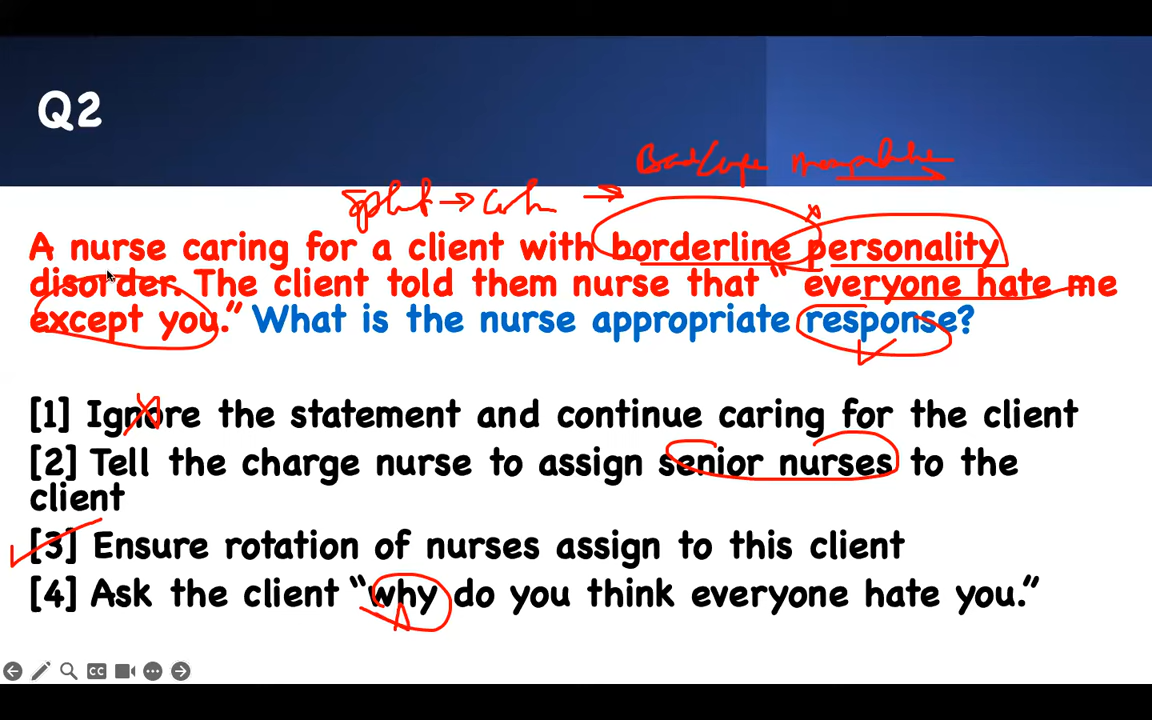 Q2
Split →
A nurse caring for a client with borderline personality
disorder. The client told them nurse that “ everyone hate me
except you.” What is the nurse appropriate response?
[1] Ignore the statement and continue caring for the client
[2] Tell the charge nurse to assign senior nurses to the
client
[3] Ensure rotation of nurses assign to this client
[4] Ask the client “why do you think everyone hate you.”
CC